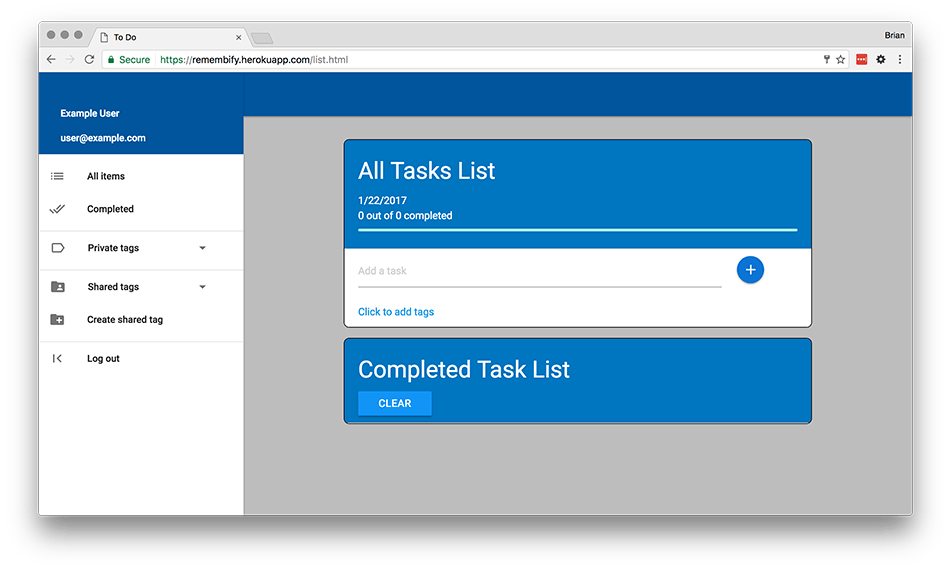 To Do
Brian
Secure
https://remembify.herokuapp.com/list.html
Example User
user@example.com
All items
Completed
Private tags
Shared tags
Create shared tag
Log out
All Tasks List
1/22/2017
0 out of 0 completed
Add a task
Click to add tags
Completed Task List
CLEAR